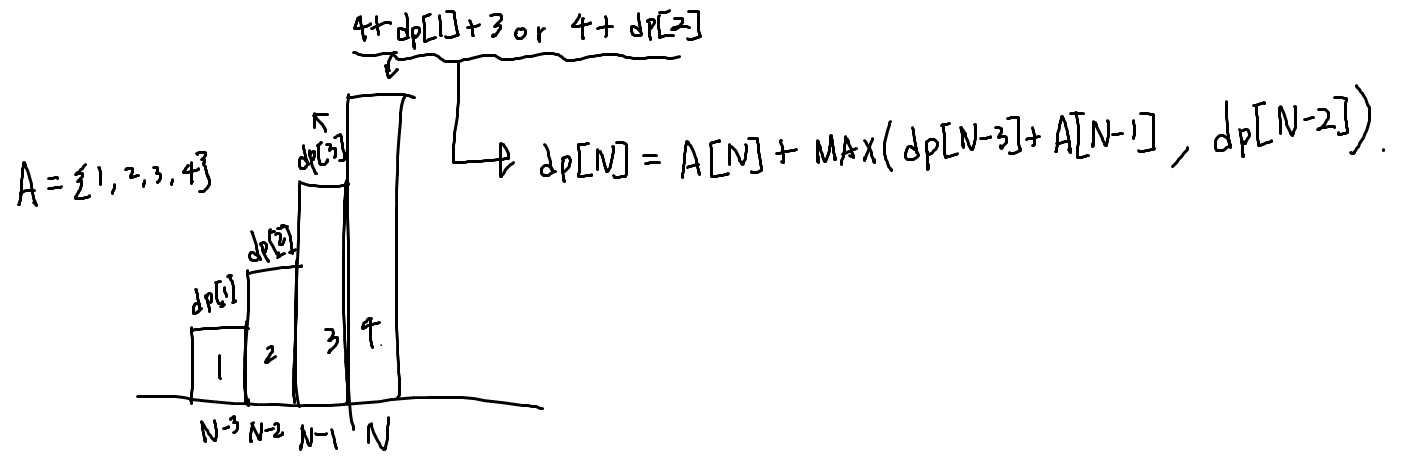 4+dp[1]+3 or 4+ dp[2]
dp[N] = A[N] + MAX(dp[N-3]+A[N-1] , dp[N-2]).
A = {1, 2, 3, 4}
dp[3]
dp[2]
dp[1]
1 2 3 4
N-3 N-2 N-1 N